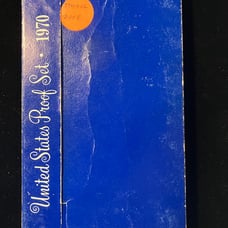 United States Proof Set · 1970